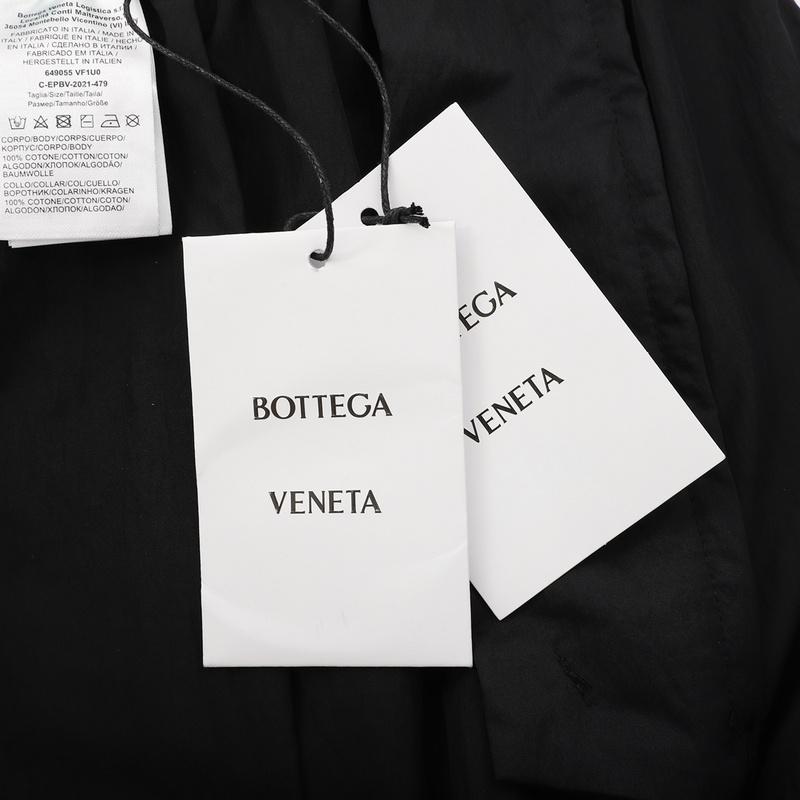 Bottega Veneta Logistica s.r.l
Località Conti Maltraverso
36054 Montebello Vicentino (VI)
FABBRICATO IN ITALIA / MADE IN
ITALY / FABRIQUÉ EN ITALIE / HECHO
EN ITALIA / СДЕЛАНО В ИТАЛИИ /
FABRICADO EM ITALIA /
HERGESTELLT IN ITALIEN
649055 VF1U0
C-EPBV-2021-479
Taglia/Size/Taille/Talla/
Размер/Tamanho/Größe
CORPO/BODY/CORPS/CUERPO/
КОРПУС/CORPO/BODY
100% COTONE/COTTON/COTON/
ALGODON/ХЛОПОК/ALGODÃO/
BAUMWOLLE
COLLO/COLLAR/COL/CUELLO/
ВОРОТНИК/COLARINHO/KRAGEN
100% COTONE/COTTON/COTON/
ALGODON/ХЛОПОК/ALGODÃO/
BOTTEGA
VENETA
TEGA
VENETA